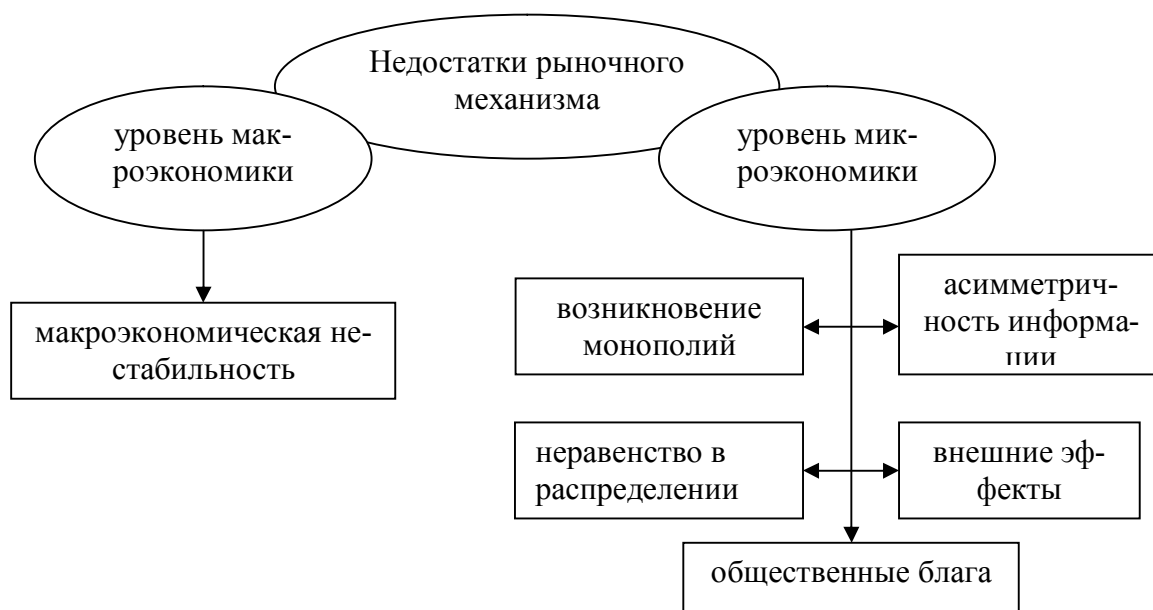 Недостатки рыночного
механизма
уровень мак-
роэкономики
уровень мик-
роэкономики
макроэкономическая не-
стабильность
возникновение
монополий
асимметрич-
ность информа-
ции
неравенство в
распределении
внешние эф-
фекты
общественные блага